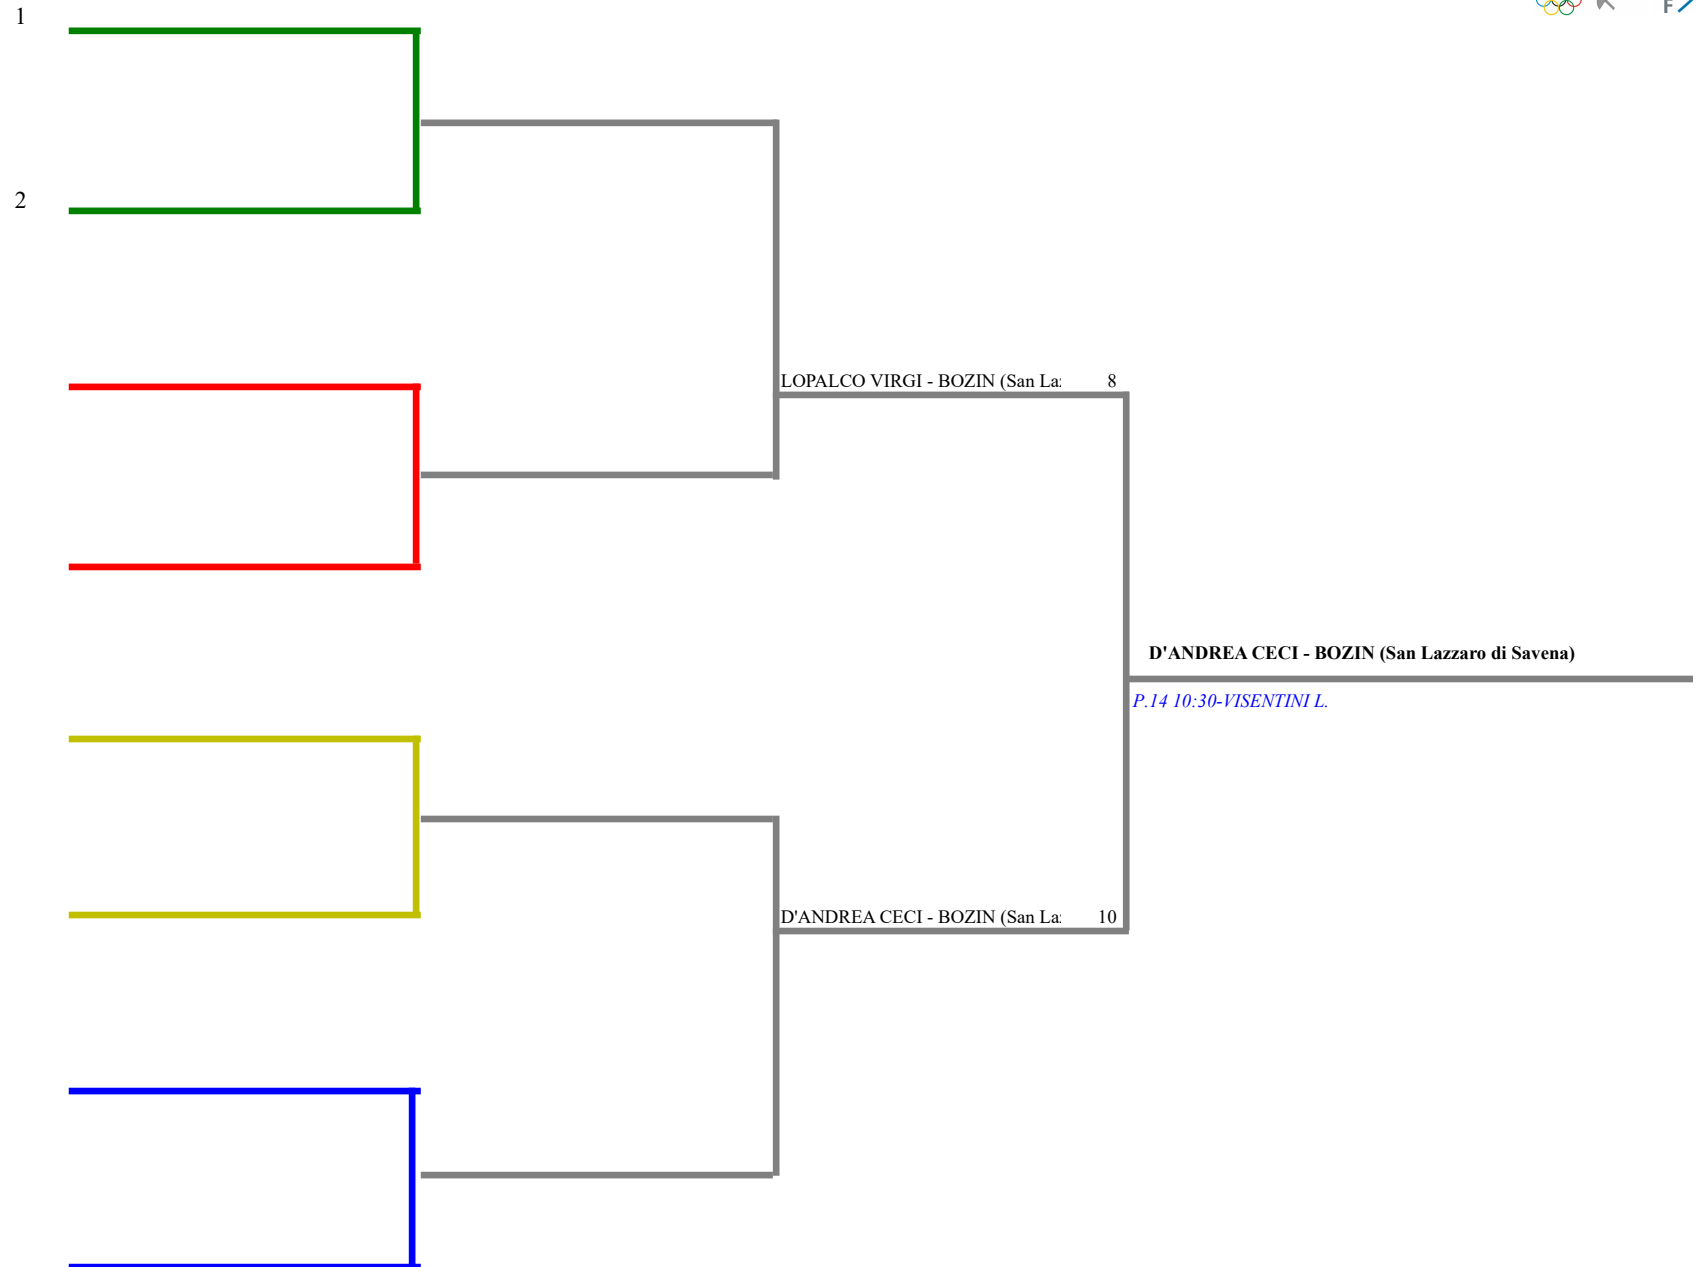 1
F
2
LOPALCO VIRGI - BOZIN (San La: 8
D'ANDREA CECI - BOZIN (San Lazzaro di Savena)
P.14 10:30-VISENTINI L.
D'ANDREA CECI - BOZIN (San La: 10